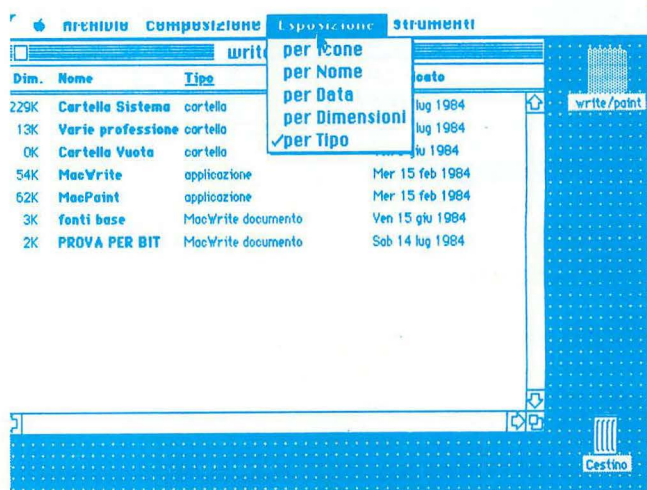 Archivio Composizione Esposizione Strumenti
writ
per Icone
per Nome
per Data
per Dimensioni
✓per Tipo
Dim. Nome Tipo cato
229K Cartella Sistema cartella lug 1984
13K Varie professione cartella lug 1984
0K Cartella Vuota cartella giu 1984
54K MacWrite applicazione Mer 15 feb 1984
62K MacPaint applicazione Mer 15 feb 1984
3K fonti base MacWrite documento Ven 15 giu 1984
2K PROVA PER BIT MacWrite documento Sab 14 lug 1984
write/paint
Cestino